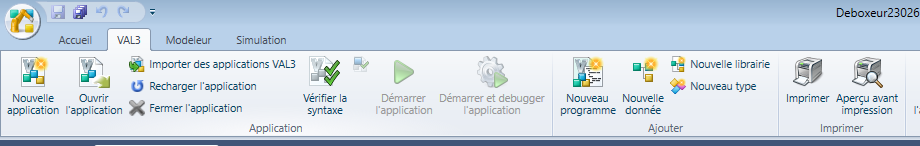 Deboxeur23026
Accueil VAL3 Modeleur Simulation
Nouvelle application
Ouvrir l'application
Importer des applications VAL3
Recharger l'application
Fermer l'application
Vérifier la syntaxe
Démarrer l'application
Démarrer et debugger l'application
Application
Nouveau programme
Nouvelle donnée
Nouvelle librairie
Nouveau type
Ajouter
Imprimer
Aperçu avant impression
Imprimer